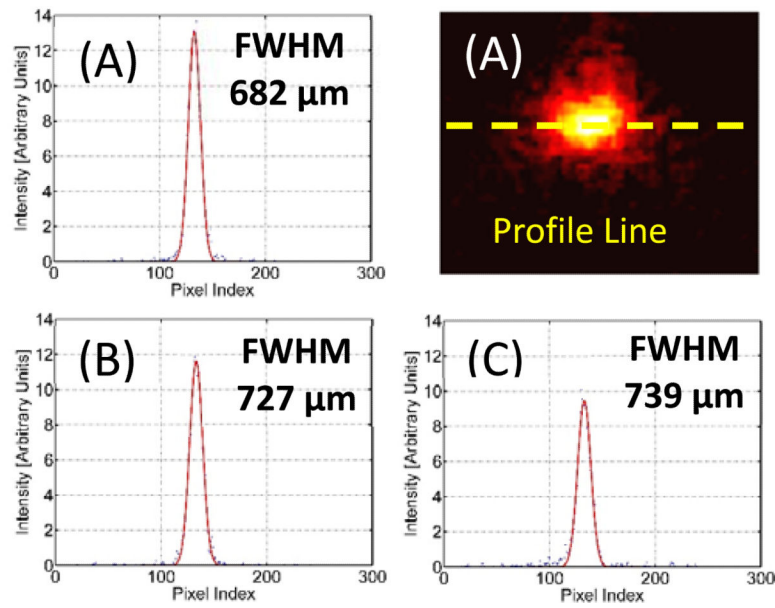 14
12
10
8
6
4
2
0
Intensity [Arbitrary Units]
(A)
FWHM
682 µm
0
100
200
300
Pixel Index
(A)
Profile Line
14
12
10
8
6
4
2
0
Intensity [Arbitrary Units]
(B)
FWHM
727 µm
0
100
200
300
Pixel Index
14
12
10
8
6
4
2
0
Intensity [Arbitrary Units]
(C)
FWHM
739 µm
0
100
200
300
Pixel Index